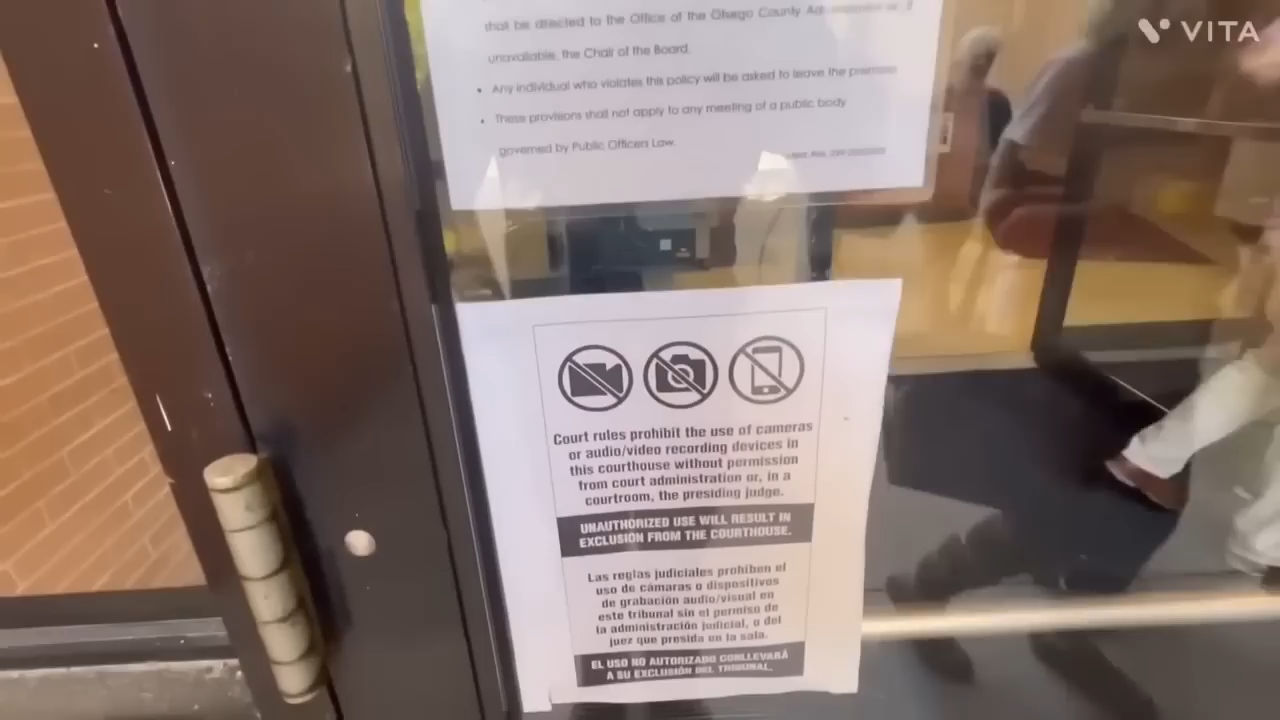 VITA
shall be directed to the Office of the Otsego County or, if
unavailable, the Chair of the Board.
• Any individual who violates this policy will be asked to leave the premises
• These provisions shall not apply to any meeting of a public body
governed by Public Officers Law.
Court rules prohibit the use of cameras
or audio/video recording devices in
this courthouse without permission
from court administration or, in a
courtroom, the presiding judge.
UNAUTHORIZED USE WILL RESULT IN
EXCLUSION FROM THE COURTHOUSE.
Las reglas judiciales prohiben el
uso de cámaras o dispositivos
de grabación audio/visual en
este tribunal sin el permiso de
la administración judicial, o del
juez que presida en la sala.
EL USO NO AUTORIZADO CONLLEVARÁ
A SU EXCLUSIÓN DEL TRIBUNAL.